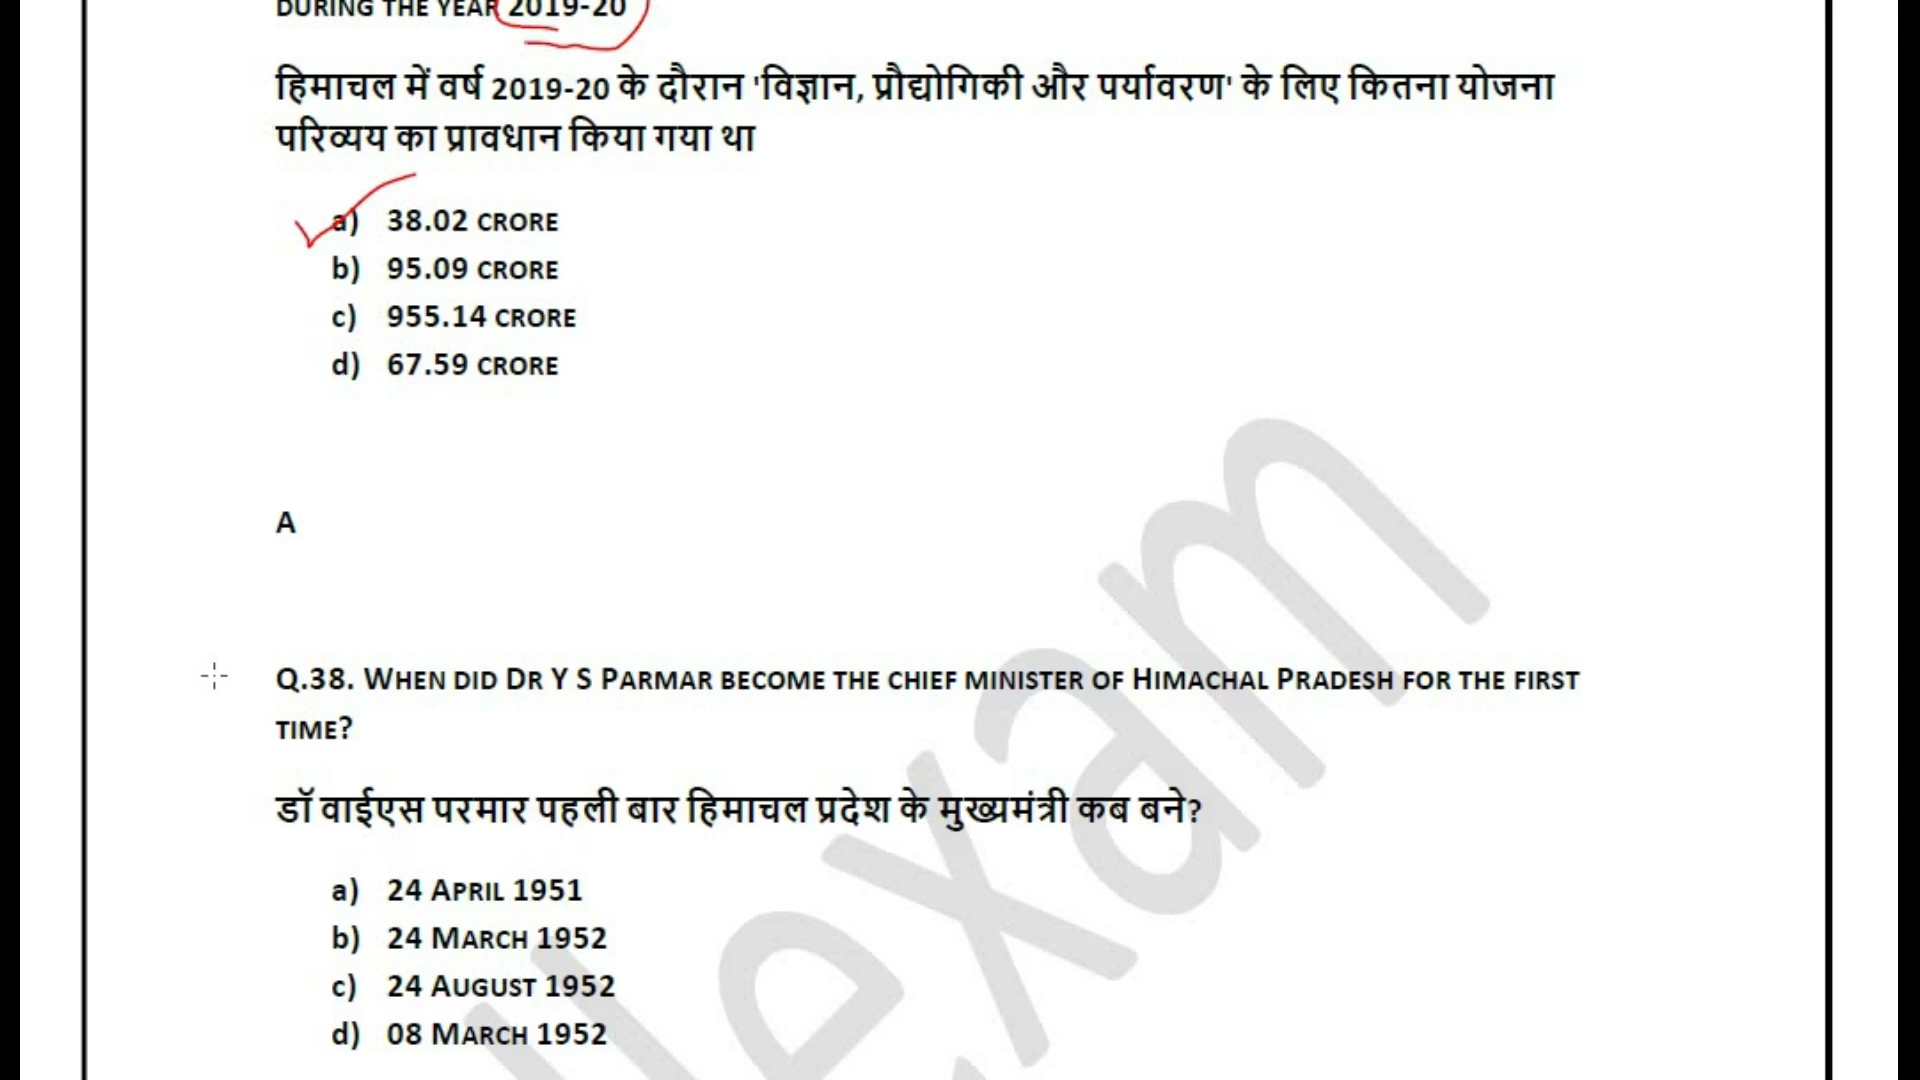 DURING THE YEAR 2019-20
हिमाचल में वर्ष 2019-20 के दौरान 'विज्ञान, प्रौद्योगिकी और पर्यावरण' के लिए कितना योजना
परिव्यय का प्रावधान किया गया था
a) 38.02 CRORE
b) 95.09 CRORE
c) 955.14 CRORE
d) 67.59 CRORE
A
Q.38. WHEN DID DR Y S PARMAR BECOME THE CHIEF MINISTER OF HIMACHAL PRADESH FOR THE FIRST
TIME?
डॉ वाईएस परमार पहली बार हिमाचल प्रदेश के मुख्यमंत्री कब बने?
a) 24 APRIL 1951
b) 24 MARCH 1952
c) 24 AUGUST 1952
d) 08 MARCH 1952